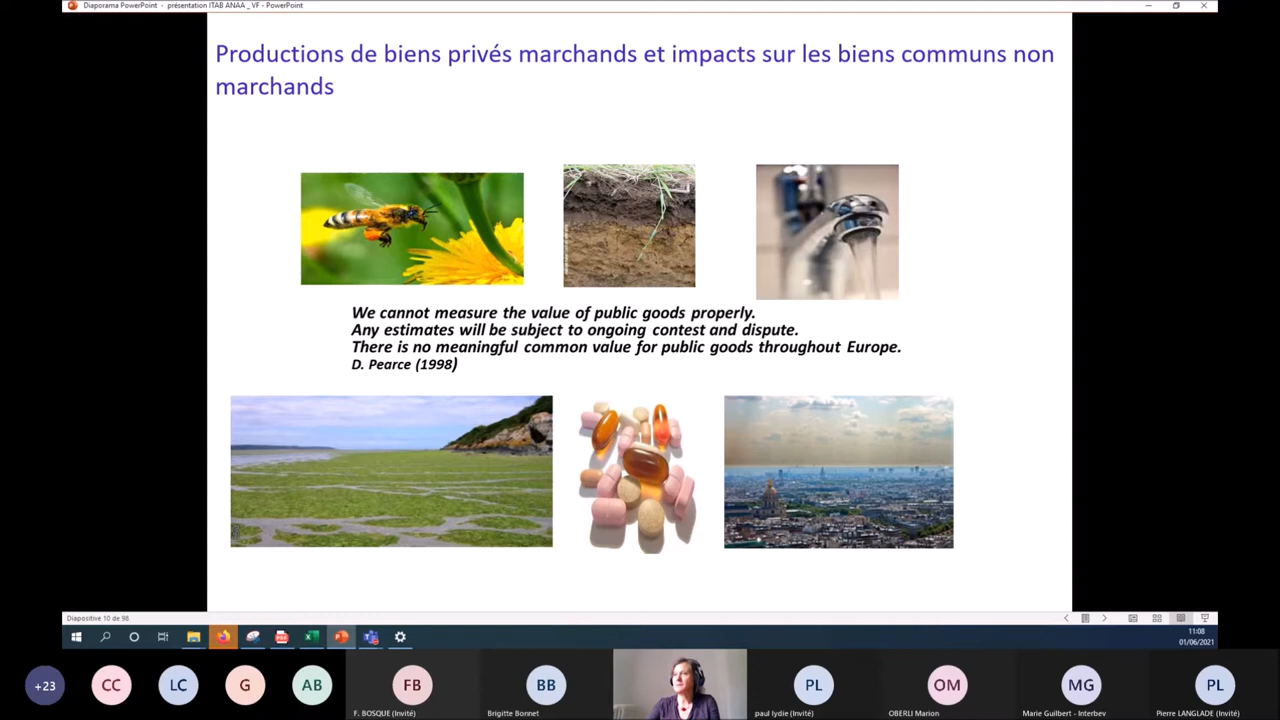 Diaporama PowerPoint - présentation ITAB ANAA _ VF - PowerPoint
Productions de biens privés marchands et impacts sur les biens communs non
marchands
We cannot measure the value of public goods properly.
Any estimates will be subject to ongoing contest and dispute.
There is no meaningful common value for public goods throughout Europe.
D. Pearce (1998)
Diapositive 10 de 98
11:08
01/06/2021
+23
CC
LC
G
AB
FB
BB
PL
OM
MG
PL
F. BOSQUE (Invité)
Brigitte Bonnet
paul lydie (Invité)
OBERLI Marion
Marie Guilbert - Interbev
Pierre LANGLADE (Invité)